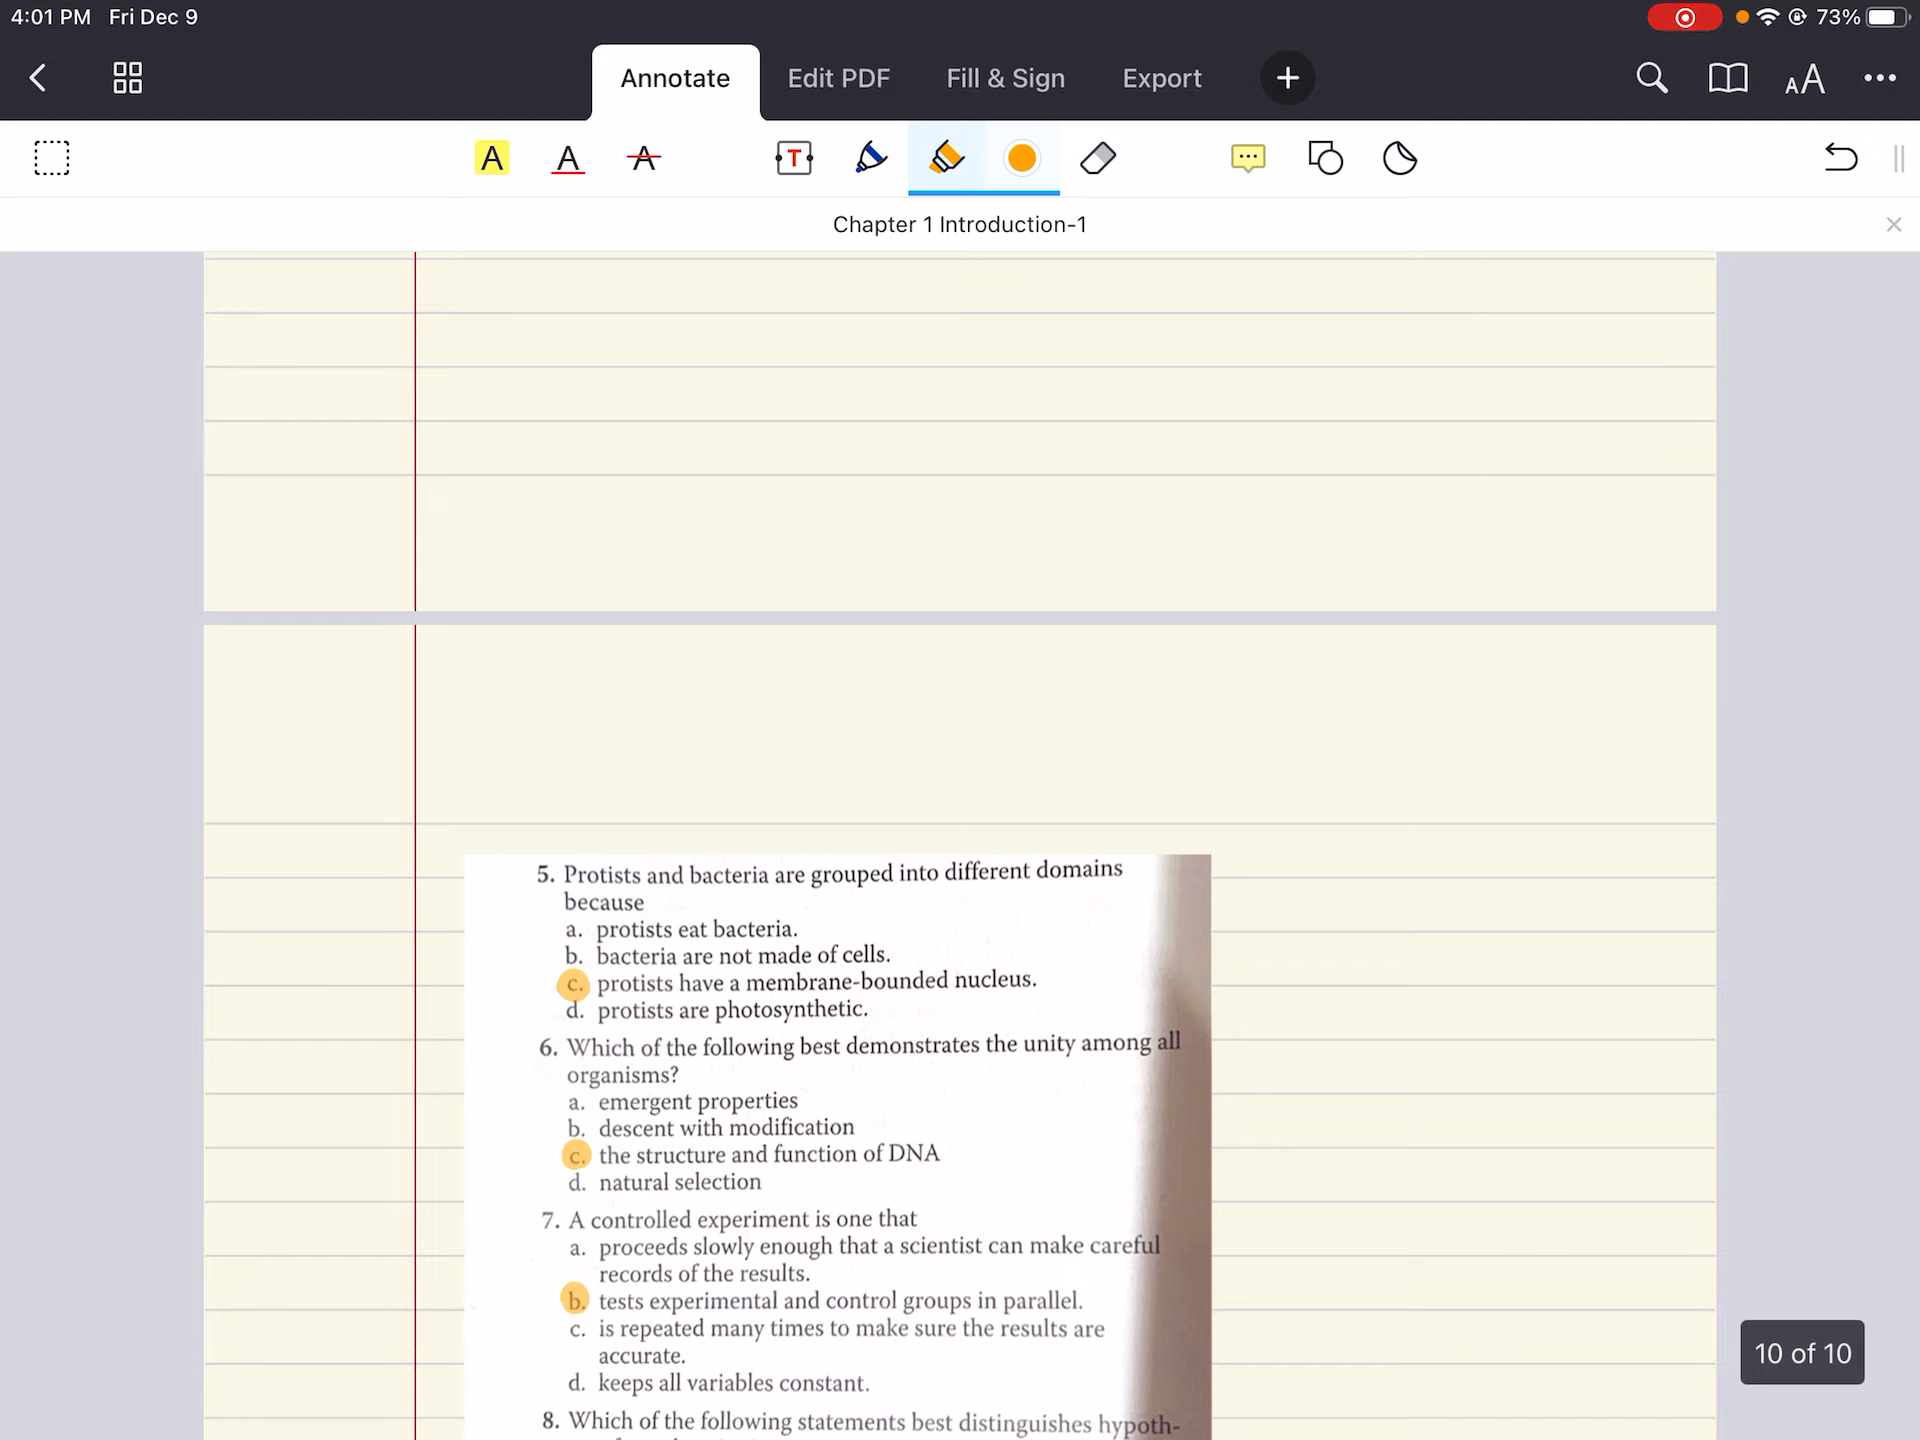 4:01 PM Fri Dec 9
73%
Annotate
Edit PDF
Fill & Sign
Export
AA
A
A
A
T
Chapter 1 Introduction-1
5. Protists and bacteria are grouped into different domains
because
a. protists eat bacteria.
b. bacteria are not made of cells.
c. protists have a membrane-bounded nucleus.
d. protists are photosynthetic.
6. Which of the following best demonstrates the unity among all
organisms?
a. emergent properties
b. descent with modification
c. the structure and function of DNA
d. natural selection
7. A controlled experiment is one that
a. proceeds slowly enough that a scientist can make careful
records of the results.
b. tests experimental and control groups in parallel.
c. is repeated many times to make sure the results are
accurate.
d. keeps all variables constant.
8. Which of the following statements best distinguishes hypoth-
10 of 10